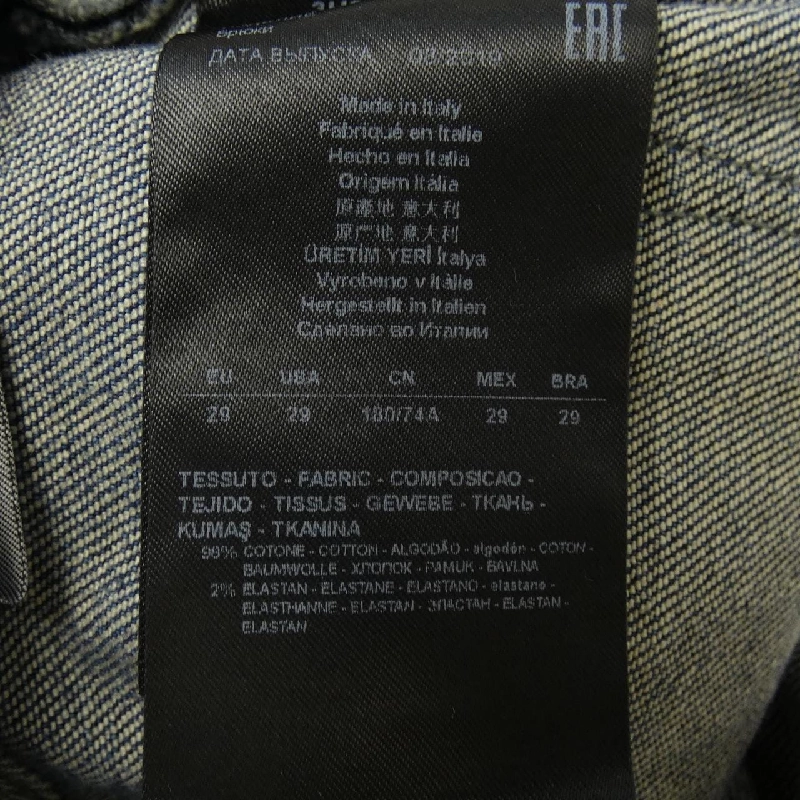 брюки
ДАТА ВЫПУСКА
EAC
Made in Italy
Fabriqué en Italie
Hecho en Italia
Origem Itália
原產地 意大利
原产地 意大利
ÜRETİM YERİ İtalya
Vyrobeno v Itálie
Hergestellt in Italien
Сделано во Италии
EU USA CN MEX BRA
29 29 180/74A 29 29
TESSUTO - FABRIC - COMPOSICAO -
TEJIDO - TISSUS - GEWEBE - ТКАНЬ -
KUMAŞ - TKANINA
98% COTONE - COTTON - ALGODÃO - algodón - COTON -
BAUMWOLLE - ХЛОПОК - PAMUK - BAVLNA
2% ELASTAN - ELASTANE - ELASTANO - elastano -
ELASTHANNE - ELASTAN - ЭЛАСТАН - ELASTAN -
ELASTAN